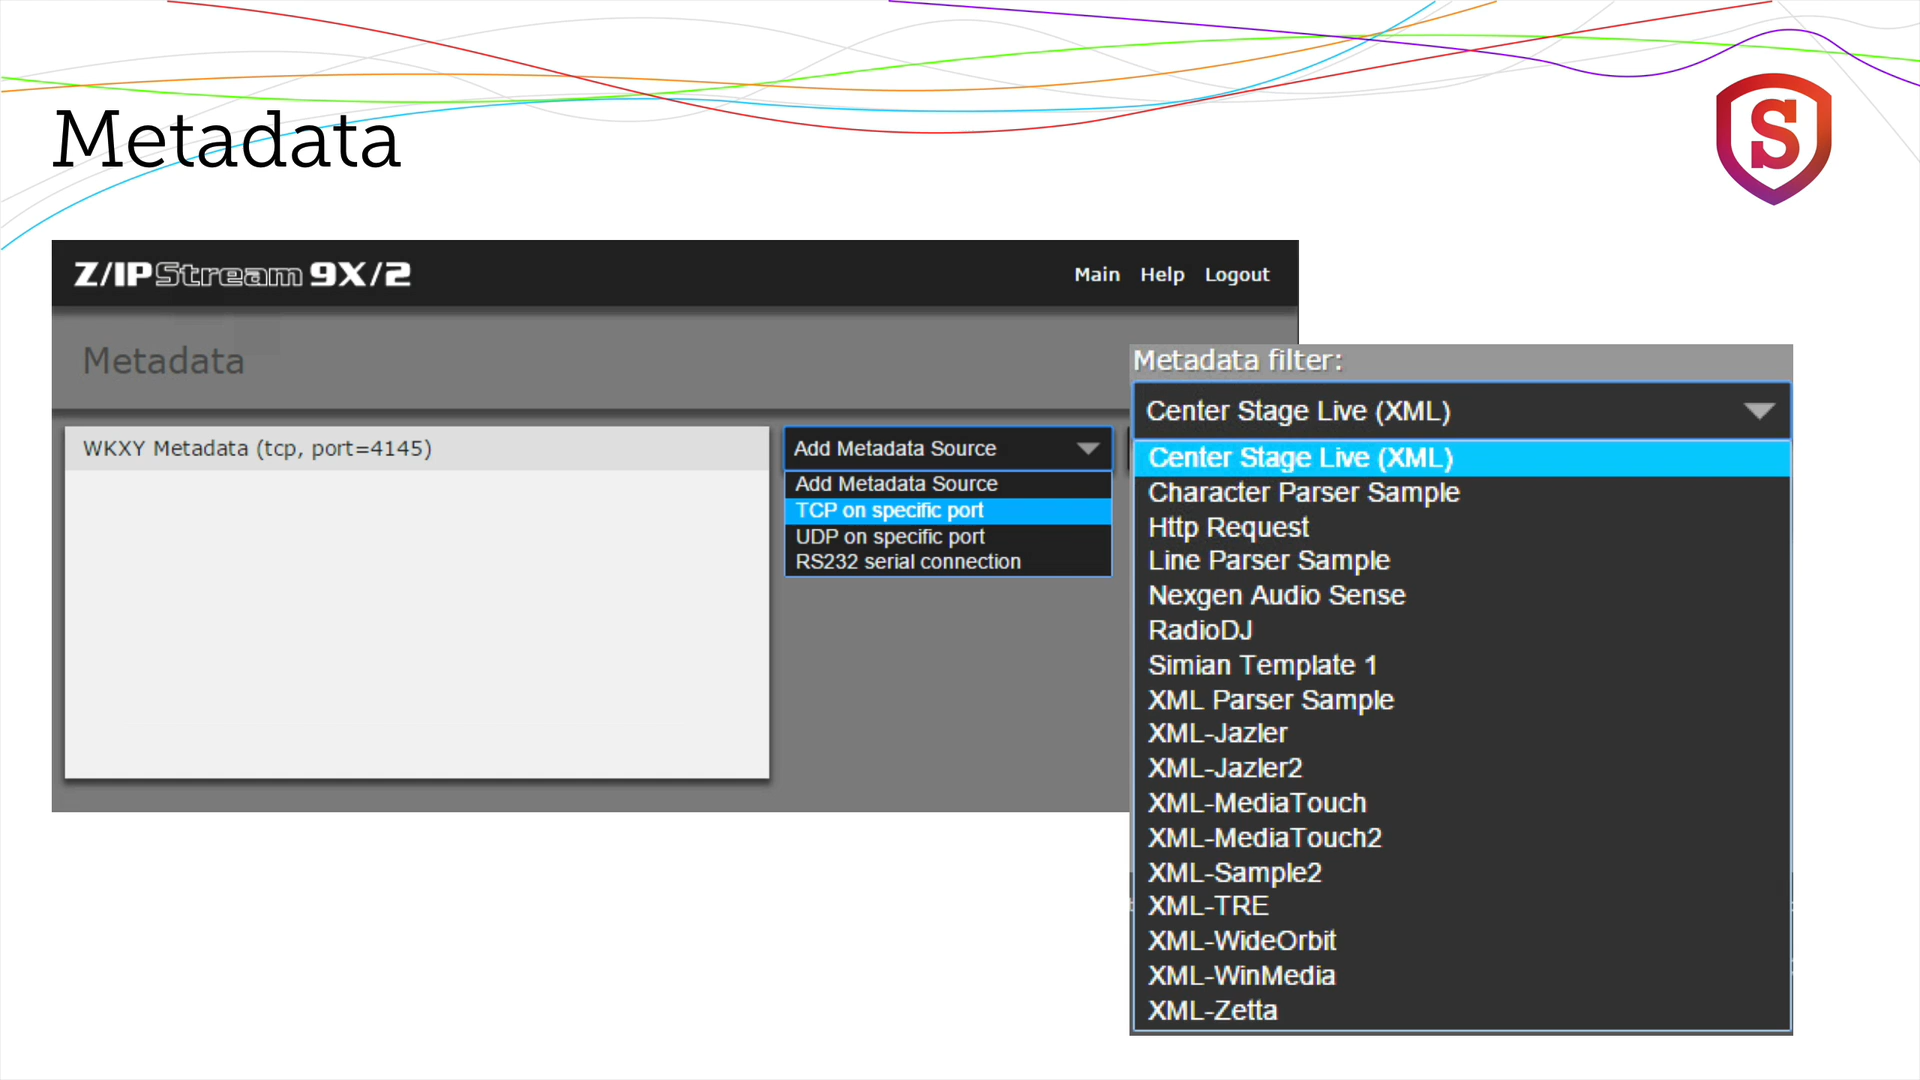 Metadata
S
Z/IPStream 9X/2
Main Help Logout
Metadata
WKXY Metadata (tcp, port=4145)
Add Metadata Source
Add Metadata Source
TCP on specific port
UDP on specific port
RS232 serial connection
Metadata filter:
Center Stage Live (XML)
Center Stage Live (XML)
Character Parser Sample
Http Request
Line Parser Sample
Nexgen Audio Sense
RadioDJ
Simian Template 1
XML Parser Sample
XML-Jazler
XML-Jazler2
XML-MediaTouch
XML-MediaTouch2
XML-Sample2
XML-TRE
XML-WideOrbit
XML-WinMedia
XML-Zetta